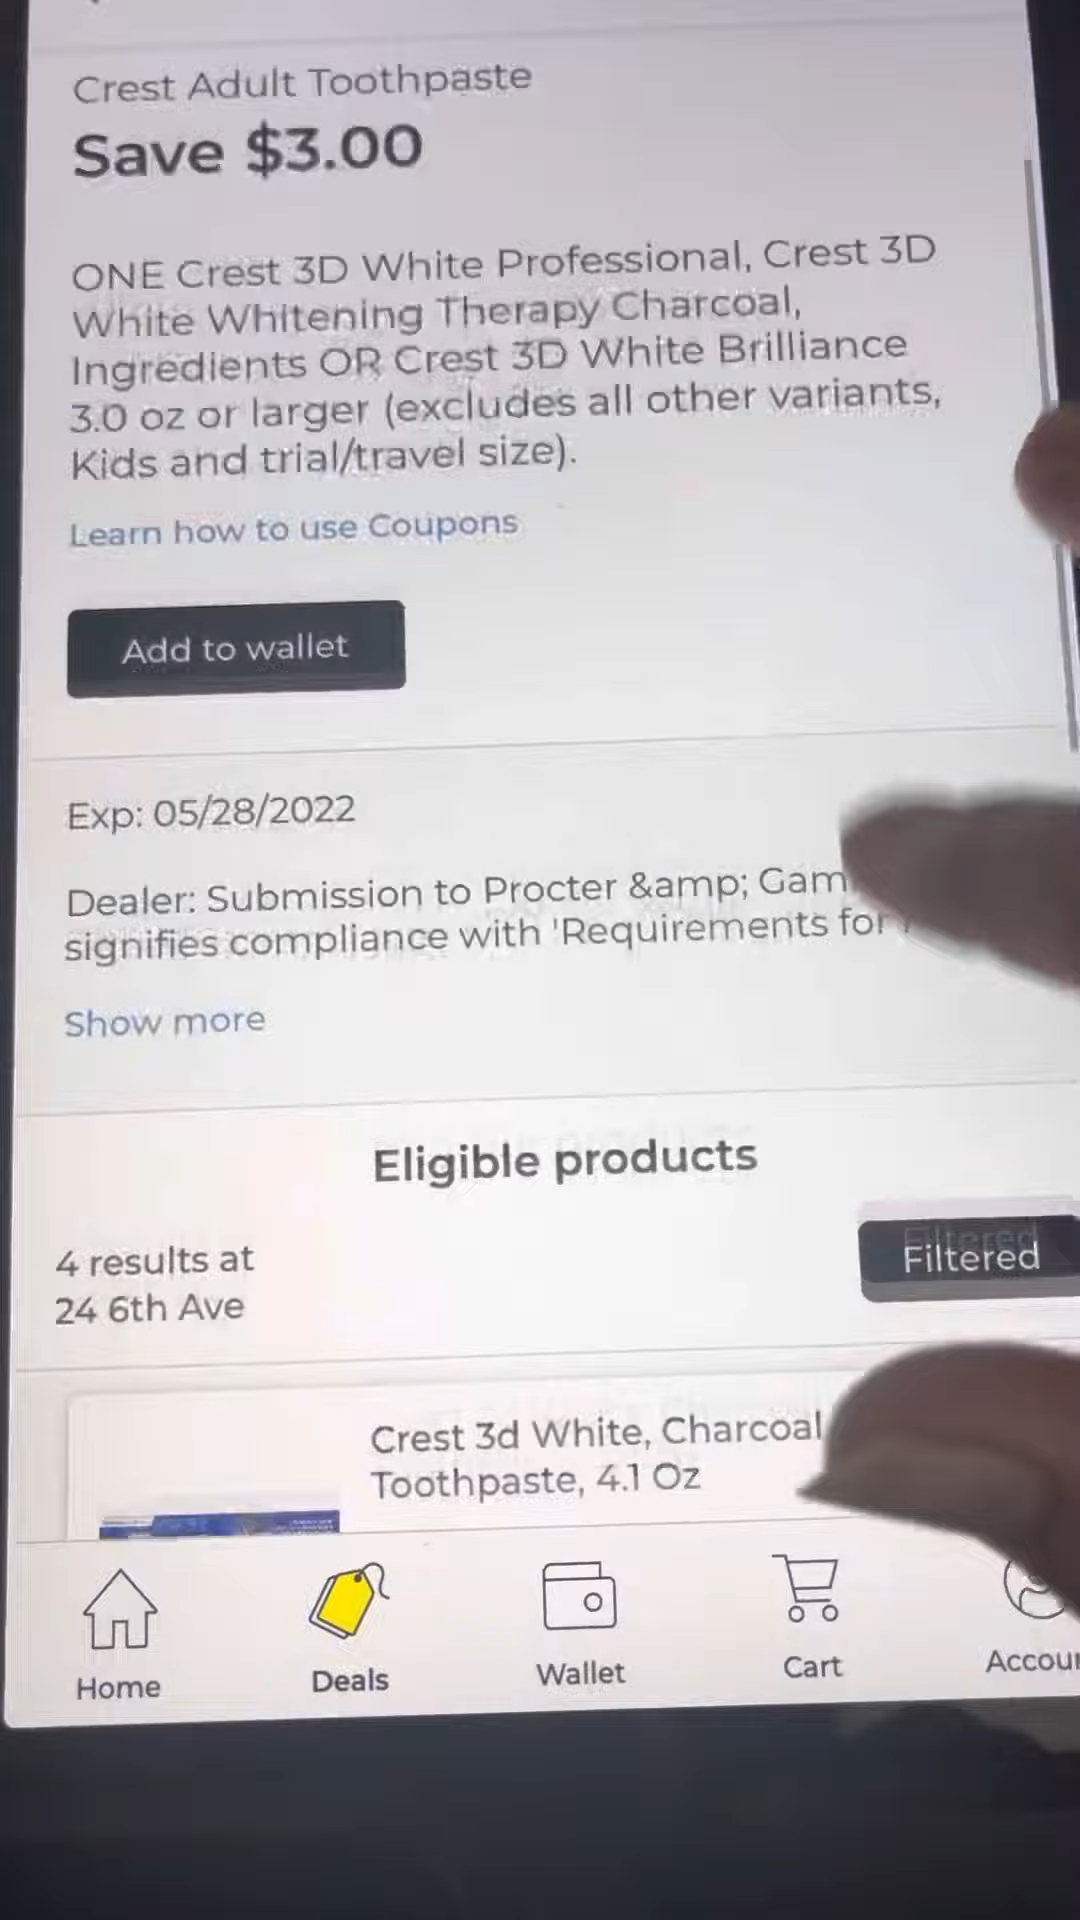 Crest Adult Toothpaste
Save $3.00
ONE Crest 3D White Professional, Crest 3D
White Whitening Therapy Charcoal,
Ingredients OR Crest 3D White Brilliance
3.0 oz or larger (excludes all other variants,
Kids and trial/travel size).
Learn how to use Coupons
Add to wallet
Exp: 05/28/2022
Dealer: Submission to Procter &amp; Gam
signifies compliance with 'Requirements for
Show more
Eligible products
4 results at
24 6th Ave
Filtered
Crest 3d White, Charcoal
Toothpaste, 4.1 Oz
Home
Deals
Wallet
Cart
Accou